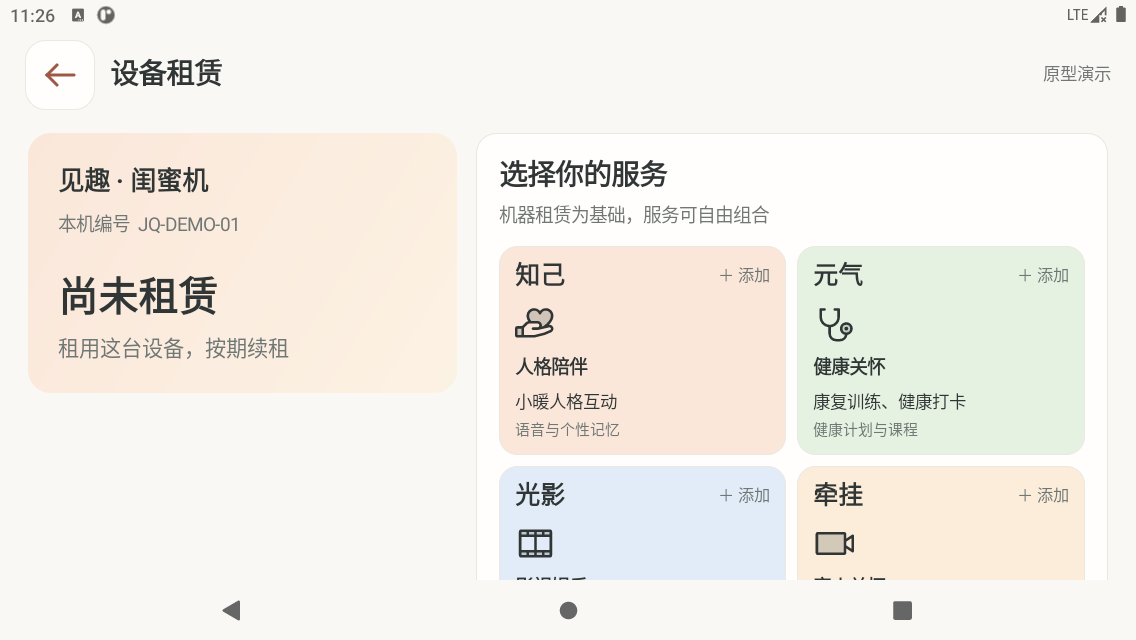 11:26
LTE
设备租赁
原型演示
见趣 · 闺蜜机
本机编号 JQ-DEMO-01
尚未租赁
租用这台设备，按期续租
选择你的服务
机器租赁为基础，服务可自由组合
知己
＋ 添加
人格陪伴
小暖人格互动
语音与个性记忆
元气
＋ 添加
健康关怀
康复训练、健康打卡
健康计划与课程
光影
＋ 添加
牵挂
＋ 添加